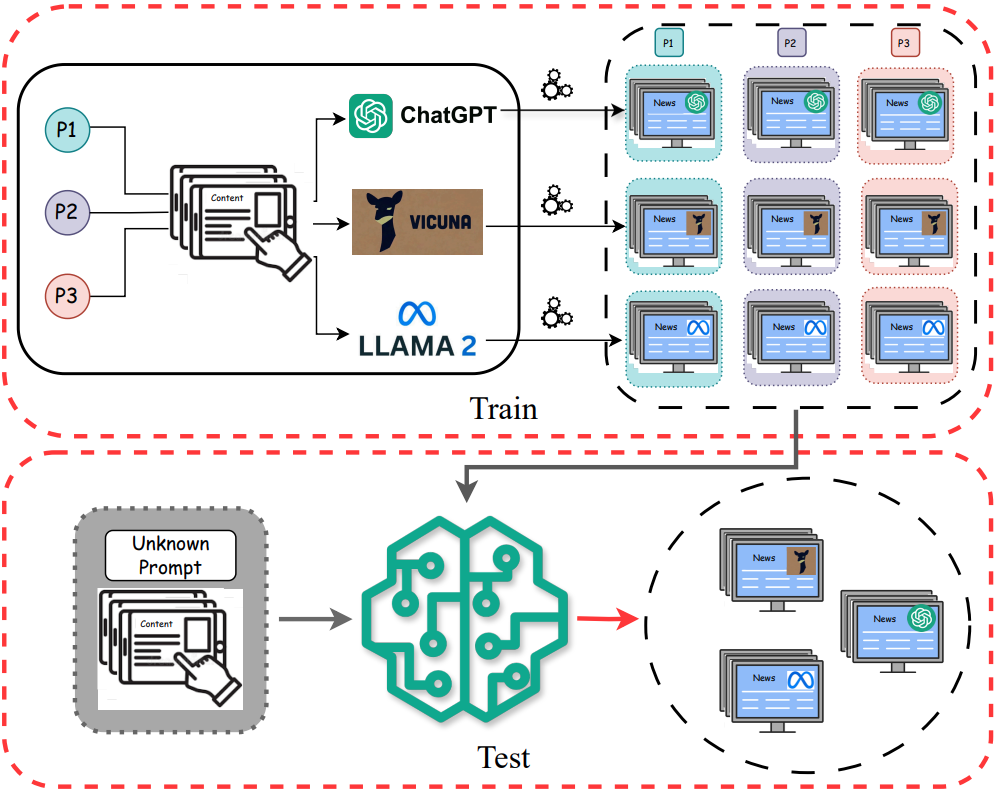 P1
P2
P3
P1
P2
P3
Content
ChatGPT
VICUNA
LLAMA 2
News
News
News
News
News
News
News
News
News
Train
Unknown
Prompt
Content
News
News
News
Test